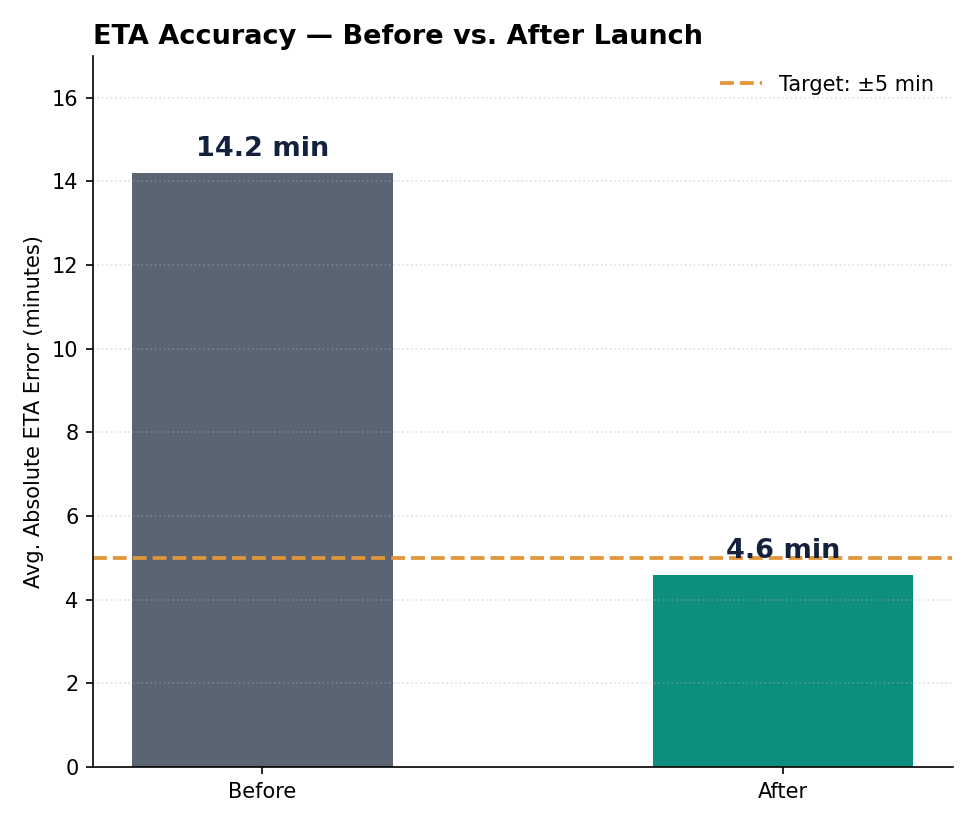 ETA Accuracy — Before vs. After Launch
Target: ±5 min
16
14.2 min
14
12
10
8
6
4.6 min
4
2
0
Avg. Absolute ETA Error (minutes)
Before
After